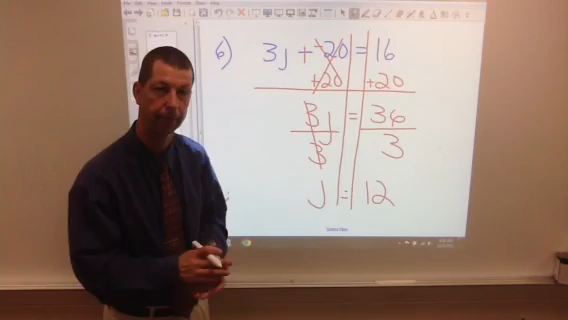 6) 3j + -20 = 16
+20 +20
3j = 36
3 3
j = 12